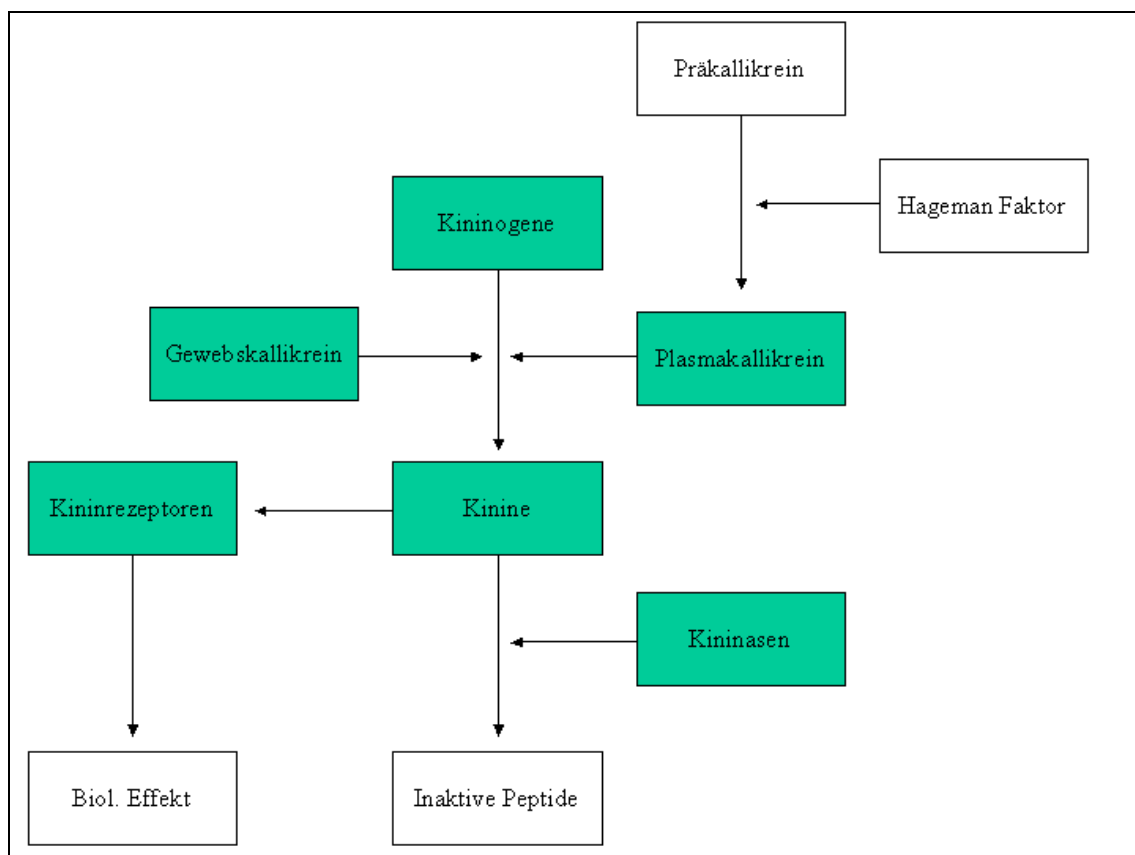 Präkallikrein
Hageman Faktor
Kininogene
Gewebskallikrein
Plasmakallikrein
Kininrezeptoren
Kinine
Kininasen
Biol. Effekt
Inaktive Peptide